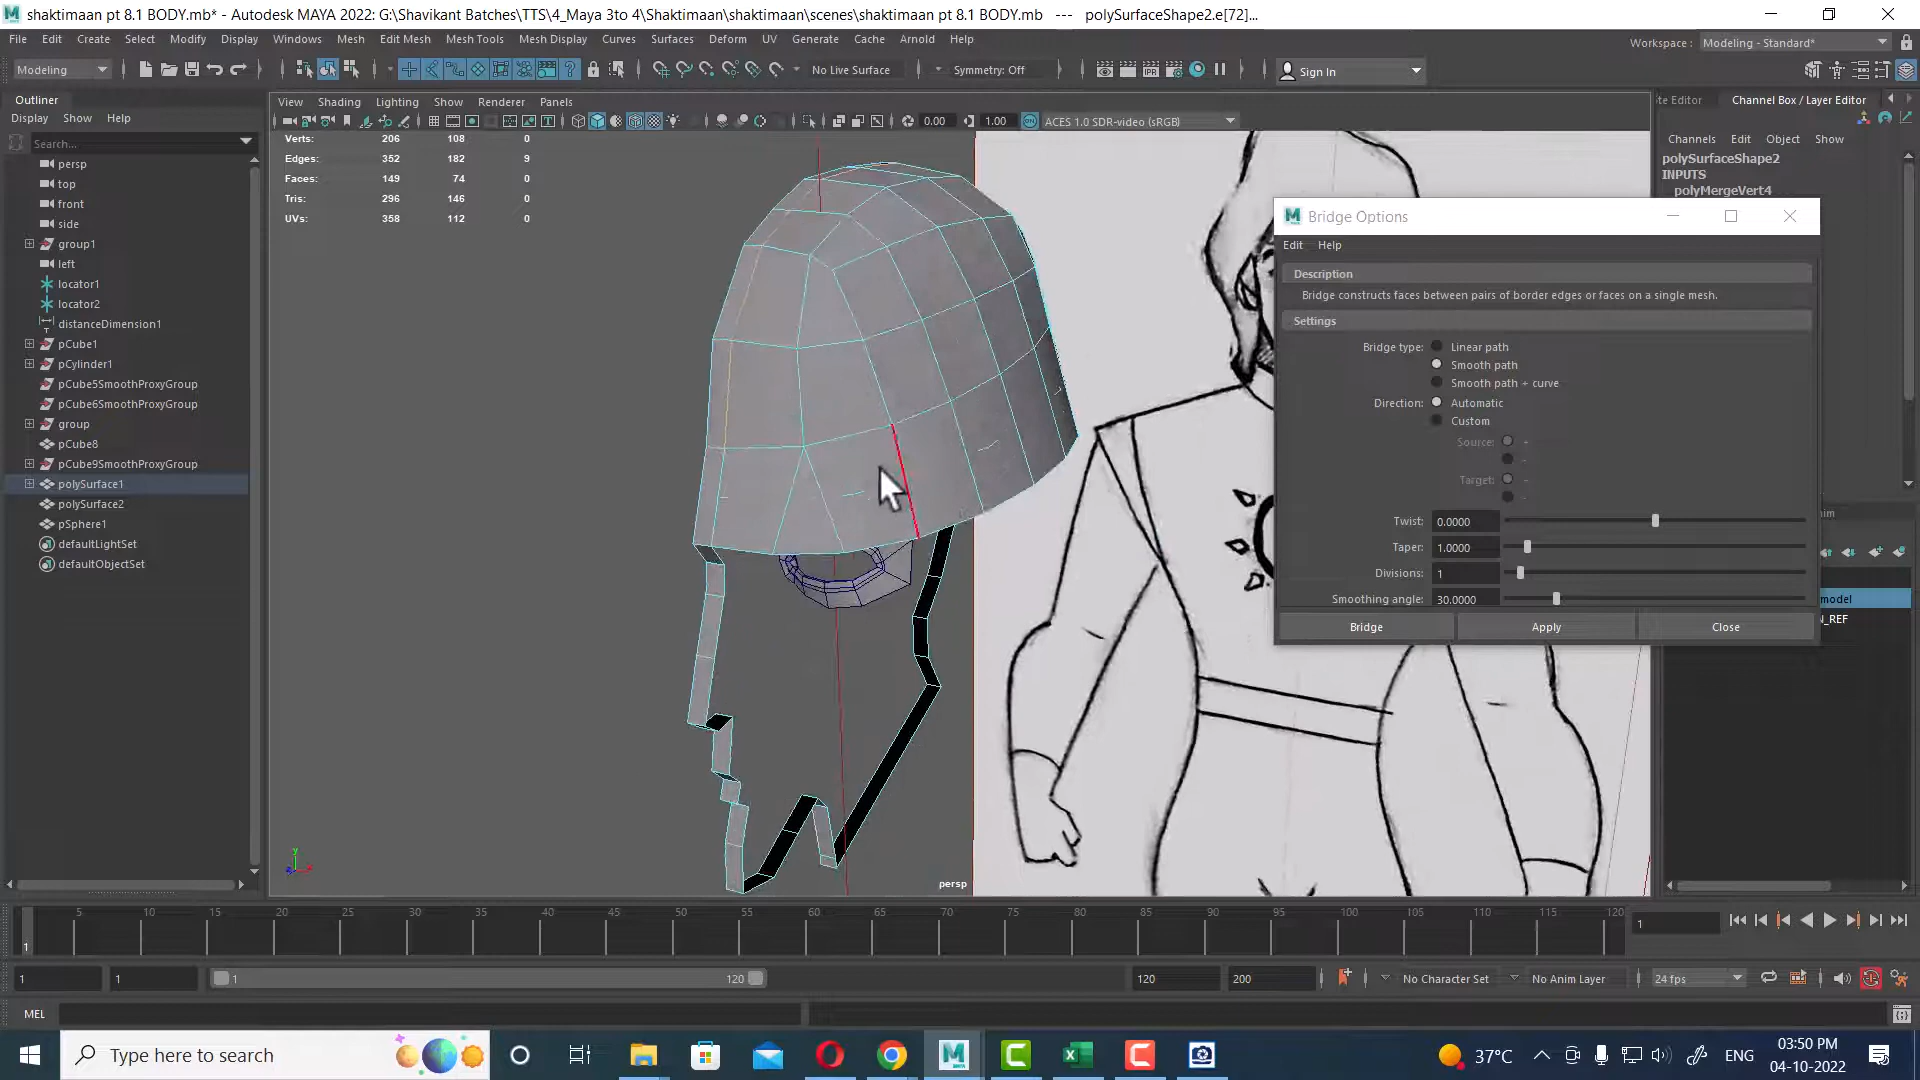 shaktimaan pt 8.1 BODY.mb* - Autodesk MAYA 2022: G:\Shavikant Batches\TTS\4_Maya 3to 4\Shaktimaan\scenes\shaktimaan pt 8.1 BODY.mb   ---   polySurfaceShape2.e[72]...
File Edit Create Select Modify Display Windows Mesh Edit Mesh Mesh Tools Mesh Display Curves Surfaces Deform UV Generate Cache Arnold Help
Workspace : Modeling - Standard*
Modeling
No Live Surface
Symmetry: Off
Sign In
Outliner
Display Show Help
Search...
persp
top
front
side
group1
left
locator1
locator2
distanceDimension1
pCube1
pCylinder1
pCube5SmoothProxyGroup
pCube6SmoothProxyGroup
group
pCube8
pCube9SmoothProxyGroup
polySurface1
polySurface2
pSphere1
defaultLightSet
defaultObjectSet
View Shading Lighting Show Renderer Panels
0.00 1.00 ACES 1.0 SDR-video (sRGB)
Verts: 206 108 0
Edges: 352 182 9
Faces: 149 74 0
Tris: 296 146 0
UVs: 358 112 0
persp
te Editor
Channel Box / Layer Editor
Channels Edit Object Show
polySurfaceShape2
INPUTS
polyMergeVert4
Bridge Options
Edit Help
Description
Bridge constructs faces between pairs of border edges or faces on a single mesh.
Settings
Bridge type: Linear path
Smooth path
Smooth path + curve
Direction: Automatic
Custom
Source: -
-
Target: -
-
Twist: 0.0000
Taper: 1.0000
Divisions: 1
Smoothing angle: 30.0000
Bridge Apply Close
im
model
N_REF
5 10 15 20 25 30 35 40 45 50 55 60 65 70 75 80 85 90 95 100 105 110 115 120
1
1
1 1 1 120 120 200 No Character Set No Anim Layer 24 fps
MEL
Type here to search
37°C
ENG
03:50 PM
04-10-2022